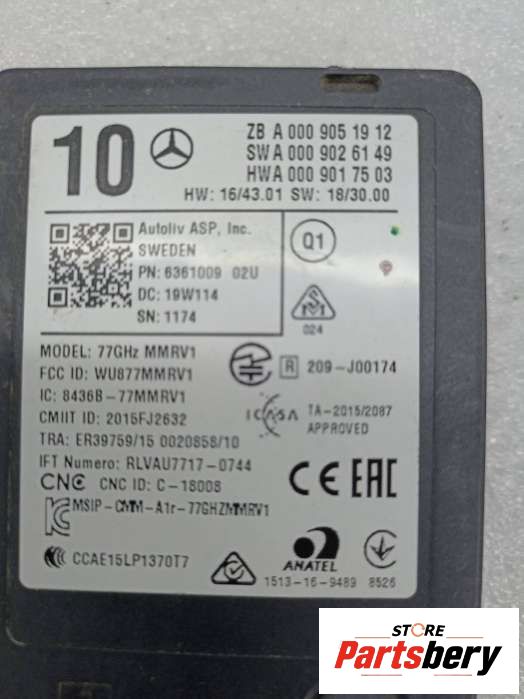 10
ZB A 000 905 19 12
SW A 000 902 61 49
HW A 000 901 75 03
HW: 16/43.01 SW: 18/30.00
Autoliv ASP, Inc.
SWEDEN
PN: 6361009 02U
DC: 19W114
SN: 1174
Q1
024
MODEL: 77GHz MMRV1
FCC ID: WU877MMRV1
R 209-J00174
IC: 8436B-77MMRV1
CMIIT ID: 2015FJ2632
ICASA TA-2015/2087
APPROVED
TRA: ER39759/15 0020858/10
IFT Numero: RLVAU7717-0744
CNC CNC ID: C-18008
CE EAC
MSIP-CMM-A1r-77GHZMMRV1
CCAE15LP1370T7
ANATEL
1513-16-9489 8526
STORE
Partsbery